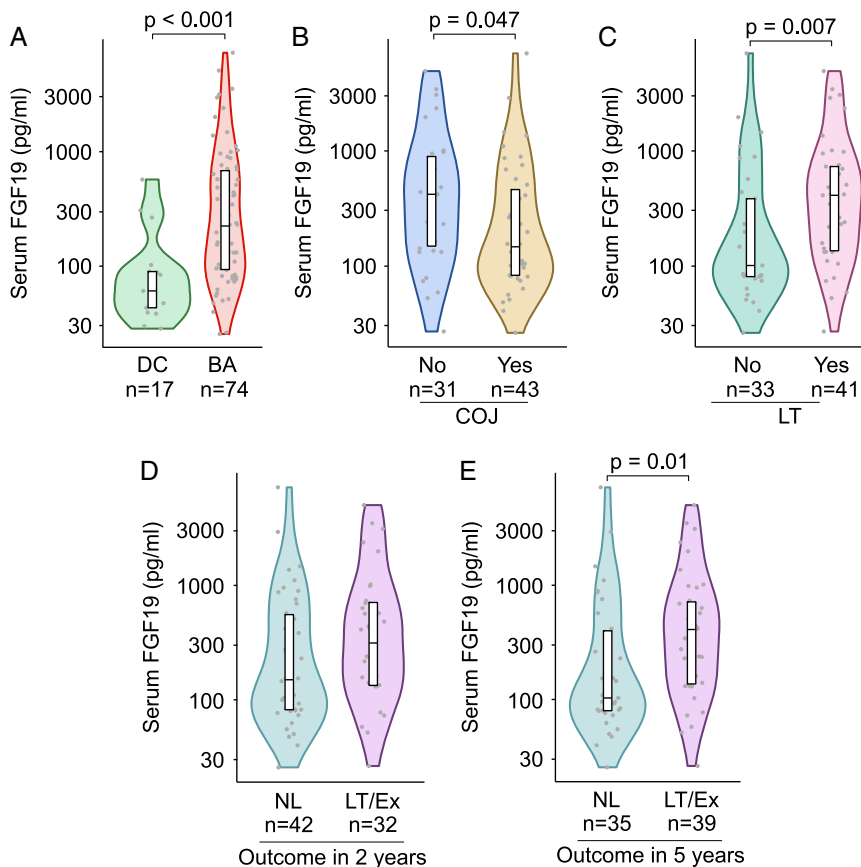 A
p < 0.001
Serum FGF19 (pg/ml)
3000
1000
300
100
30
DC
BA
n=17
n=74
B
p = 0.047
Serum FGF19 (pg/ml)
3000
1000
300
100
30
No
Yes
n=31
n=43
COJ
C
p = 0.007
Serum FGF19 (pg/ml)
3000
1000
300
100
30
No
Yes
n=33
n=41
LT
D
Serum FGF19 (pg/ml)
3000
1000
300
100
30
NL
LT/Ex
n=42
n=32
Outcome in 2 years
E
p = 0.01
Serum FGF19 (pg/ml)
3000
1000
300
100
30
NL
LT/Ex
n=35
n=39
Outcome in 5 years